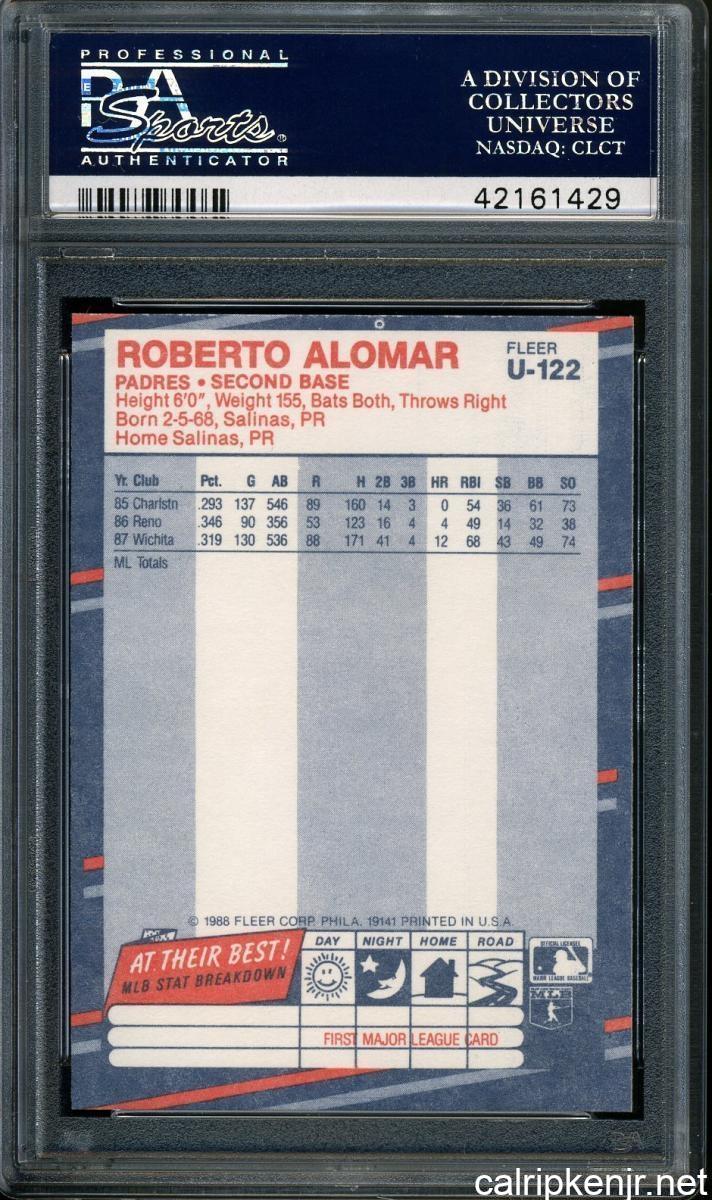 PROFESSIONAL
PSA
Sports
AUTHENTICATOR
A DIVISION OF
COLLECTORS
UNIVERSE
NASDAQ: CLCT
42161429
ROBERTO ALOMAR
PADRES • SECOND BASE
Height 6'0", Weight 155, Bats Both, Throws Right
Born 2-5-68, Salinas, PR
Home Salinas, PR
FLEER
U-122
Yr. Club Pct. G AB R H 2B 3B HR RBI SB BB SO
85 Charlstn .293 137 546 89 160 14 3 0 54 36 61 73
86 Reno .346 90 356 53 123 16 4 4 49 14 32 38
87 Wichita .319 130 536 88 171 41 4 12 68 43 49 74
ML Totals
© 1988 FLEER CORP. PHILA. 19141 PRINTED IN U.S.A.
AT THEIR BEST!
MLB STAT BREAKDOWN
DAY NIGHT HOME ROAD
FIRST MAJOR LEAGUE CARD
OFFICIAL LICENSEE
MAJOR LEAGUE BASEBALL
MLB
calripkenjr.net